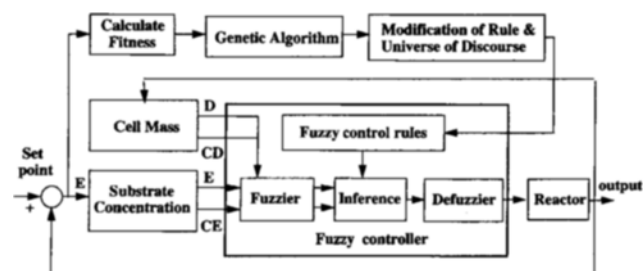 Calculate
Fitness
Genetic Algorithm
Modification of Rule &
Universe of Discourse
D
Cell Mass
CD
Fuzzy control rules
Set
point
+
E
Substrate
Concentration
E
CE
Fuzzier
Inference
Defuzzier
Reactor
output
Fuzzy controller